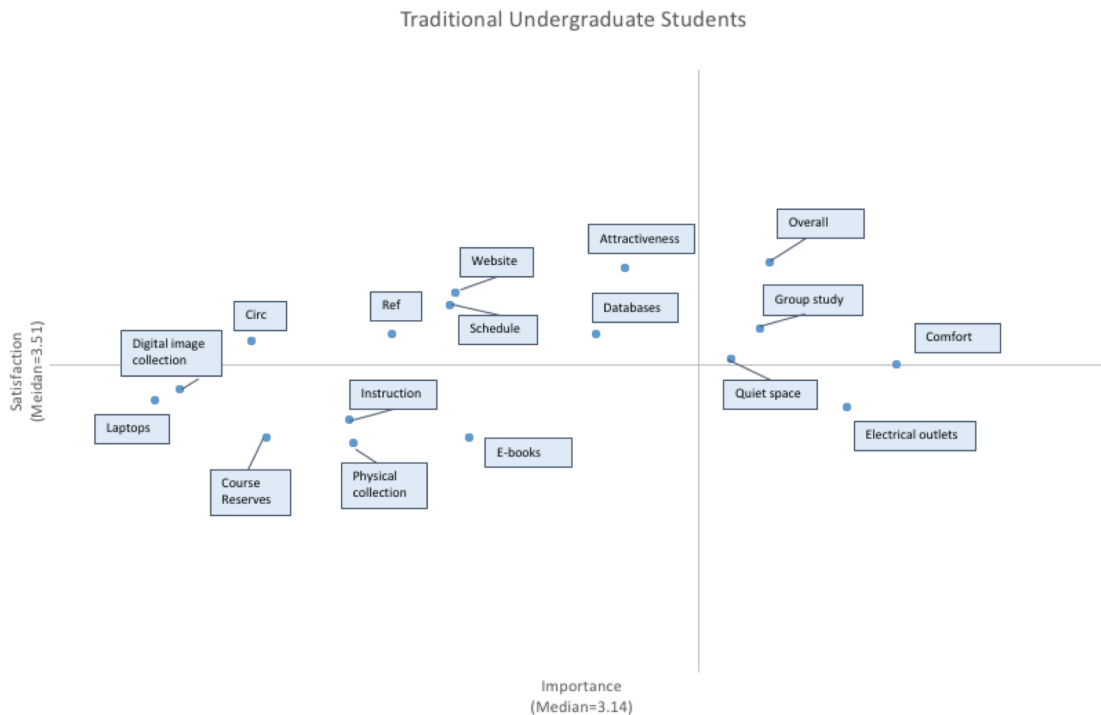 Traditional Undergraduate Students
Overall
Attractiveness
Website
Group study
Ref
Databases
Circ
Schedule
Comfort
Digital image
collection
Satisfaction
(Meidan=3.51)
Instruction
Quiet space
Laptops
Electrical outlets
E-books
Course
Reserves
Physical
collection
Importance
(Median=3.14)